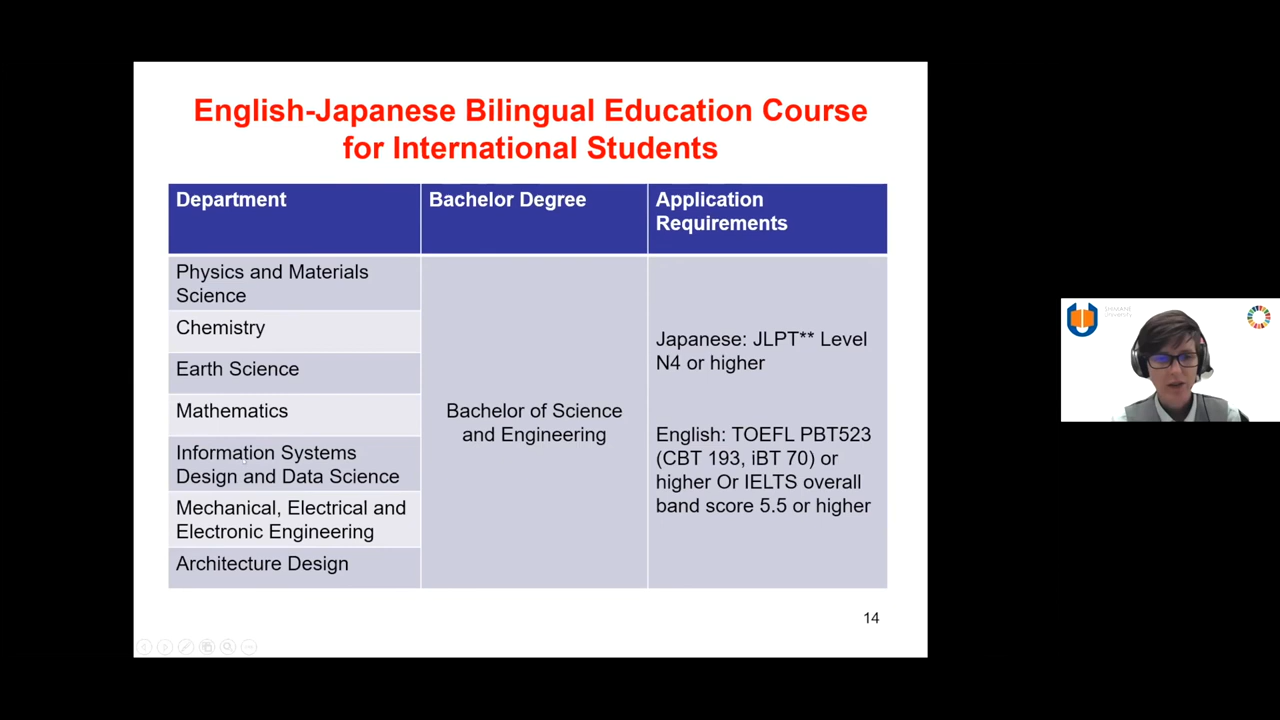 English-Japanese Bilingual Education Course
for International Students
Department
Bachelor Degree
Application
Requirements
Physics and Materials
Science
Chemistry
Earth Science
Mathematics
Information Systems
Design and Data Science
Mechanical, Electrical and
Electronic Engineering
Architecture Design
Bachelor of Science
and Engineering
Japanese: JLPT** Level
N4 or higher
English: TOEFL PBT523
(CBT 193, iBT 70) or
higher Or IELTS overall
band score 5.5 or higher
14
SHIMANE
University